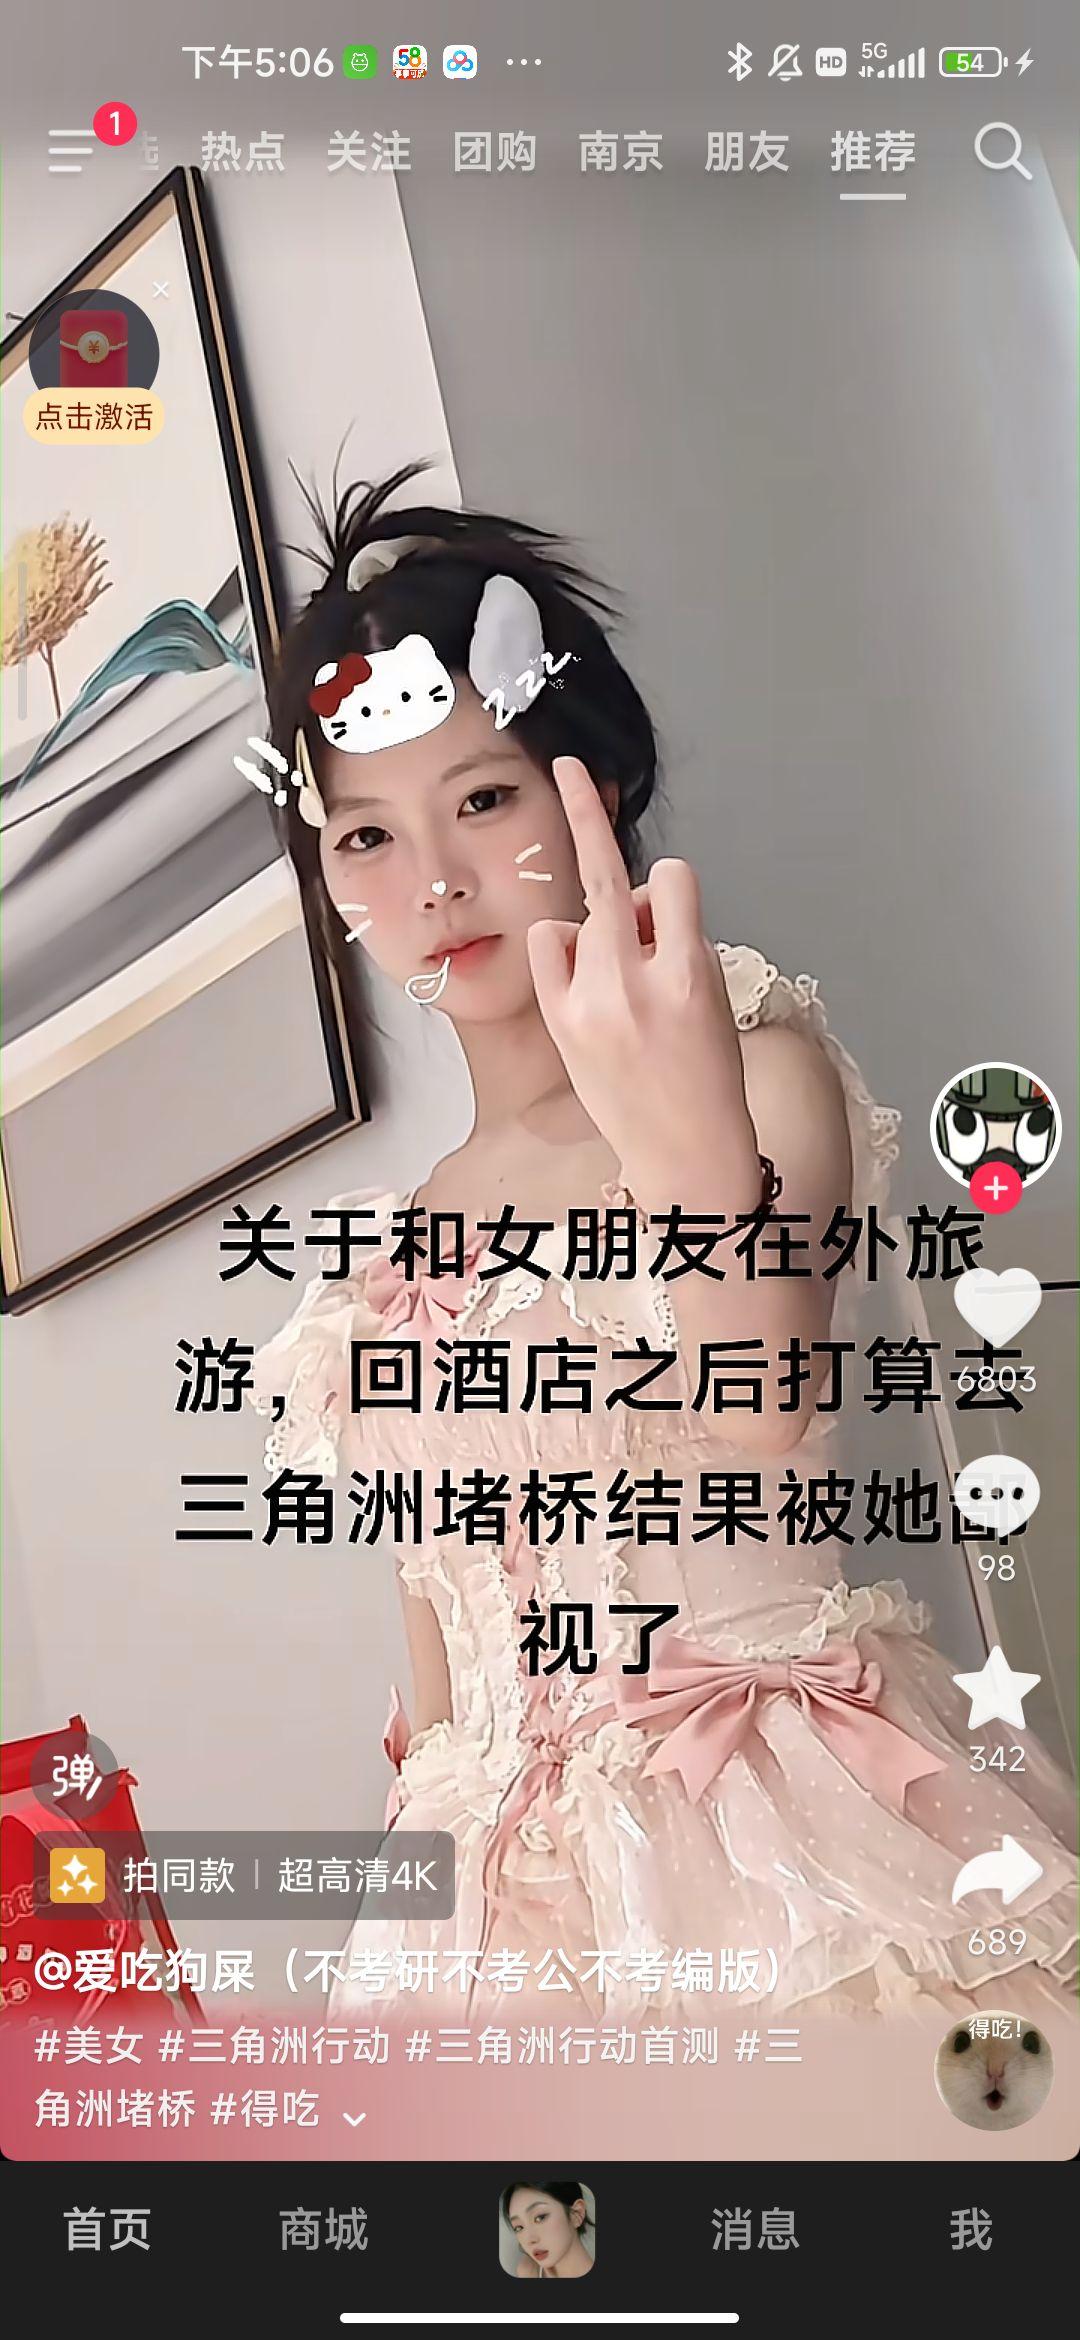 下午5:06
58
HD
5G
54
1
热点 关注 团购 南京 朋友 推荐
点击激活
zzz
关于和女朋友在外旅
游，回酒店之后打算去
三角洲堵桥结果被她鄙
视了
6803
98
342
689
弹
拍同款 | 超高清4K
@爱吃狗屎（不考研不考公不考编版）
#美女 #三角洲行动 #三角洲行动首测 #三
角洲堵桥 #得吃
得吃!
首页 商城 消息 我